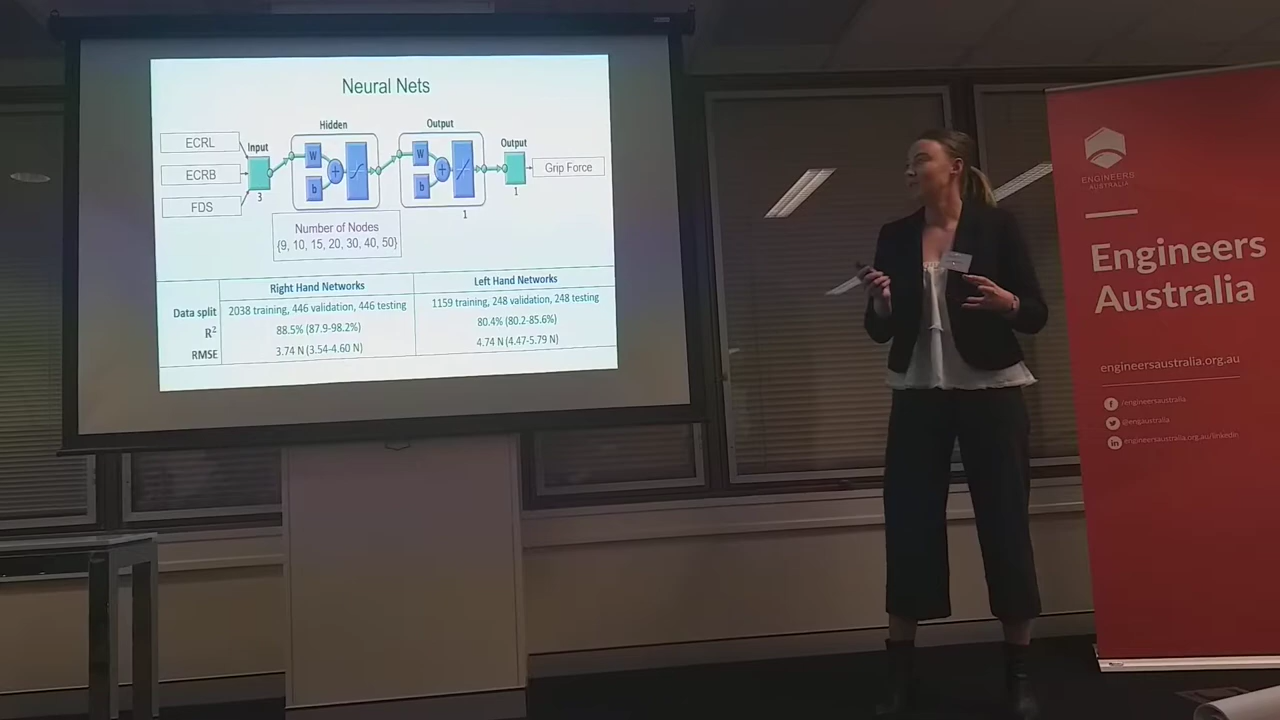 Neural Nets
Hidden
Output
ECRL
Input
Output
W
W
ECRB
+
+
Grip Force
b
b
FDS
3
1
1
Number of Nodes
{9, 10, 15, 20, 30, 40, 50}
Right Hand Networks
Left Hand Networks
Data split
2038 training, 446 validation, 446 testing
1159 training, 248 validation, 248 testing
R²
88.5% (87.9-98.2%)
80.4% (80.2-85.6%)
RMSE
3.74 N (3.54-4.60 N)
4.74 N (4.47-5.79 N)
ENGINEERS
AUSTRALIA
Engineers
Australia
engineersaustralia.org.au
f
/engineersaustralia
@engaustralia
in
engineersaustralia.org.au/linkedin